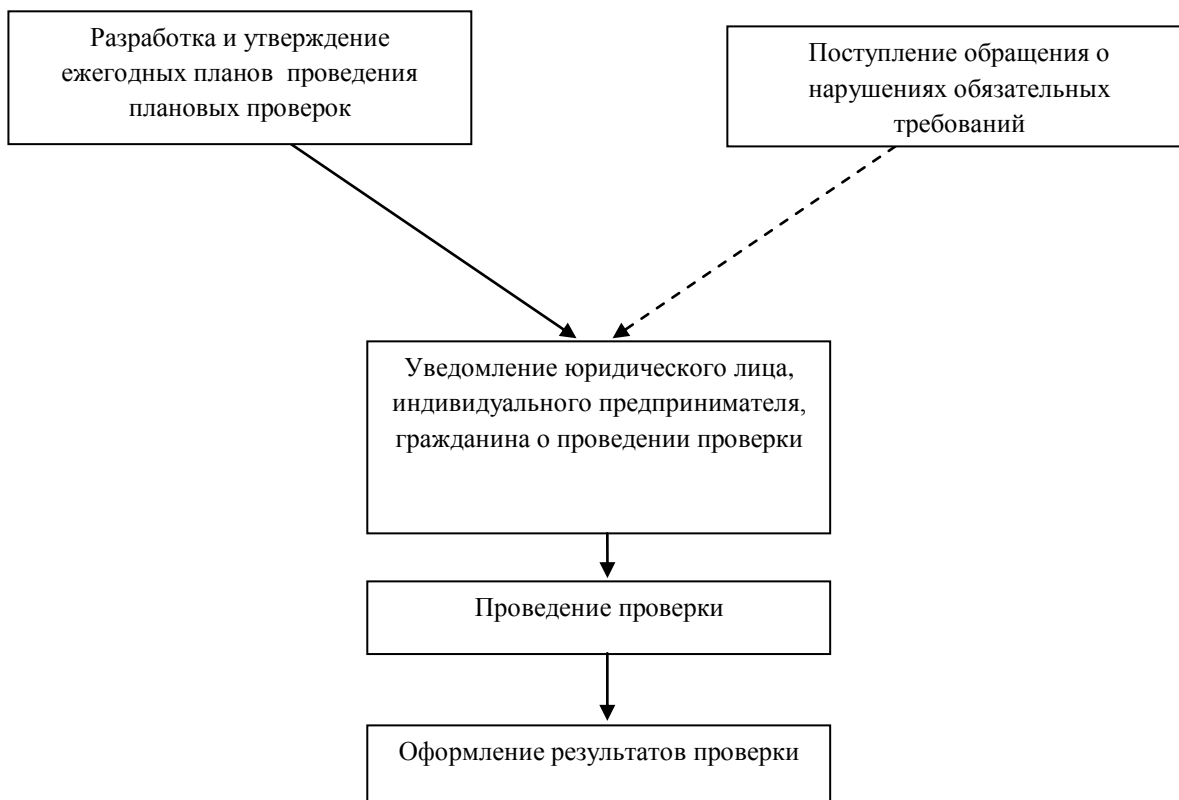 Разработка и утверждение
ежегодных планов  проведения
плановых проверок
Поступление обращения о
нарушениях обязательных
требований
Уведомление юридического лица,
индивидуального предпринимателя,
гражданина о проведении проверки
Проведение проверки
Оформление результатов проверки